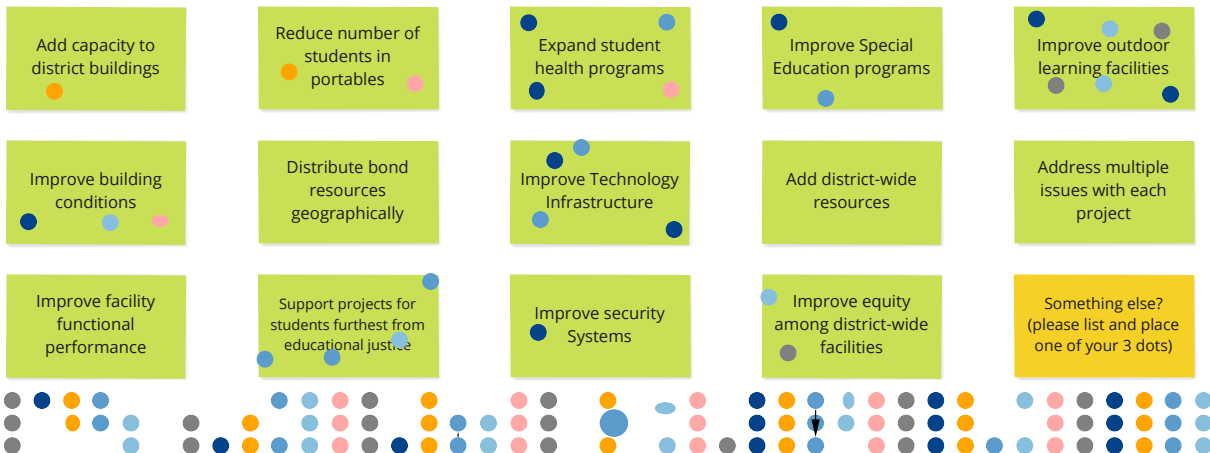 Add capacity to
district buildings
Reduce number of
students in
portables
Expand student
health programs
Improve Special
Education programs
Improve outdoor
learning facilities
Improve building
conditions
Distribute bond
resources
geographically
Improve Technology
Infrastructure
Add district-wide
resources
Address multiple
issues with each
project
Improve facility
functional
performance
Support projects for
students furthest from
educational justice
Improve security
Systems
Improve equity
among district-wide
facilities
Something else?
(please list and place
one of your 3 dots)